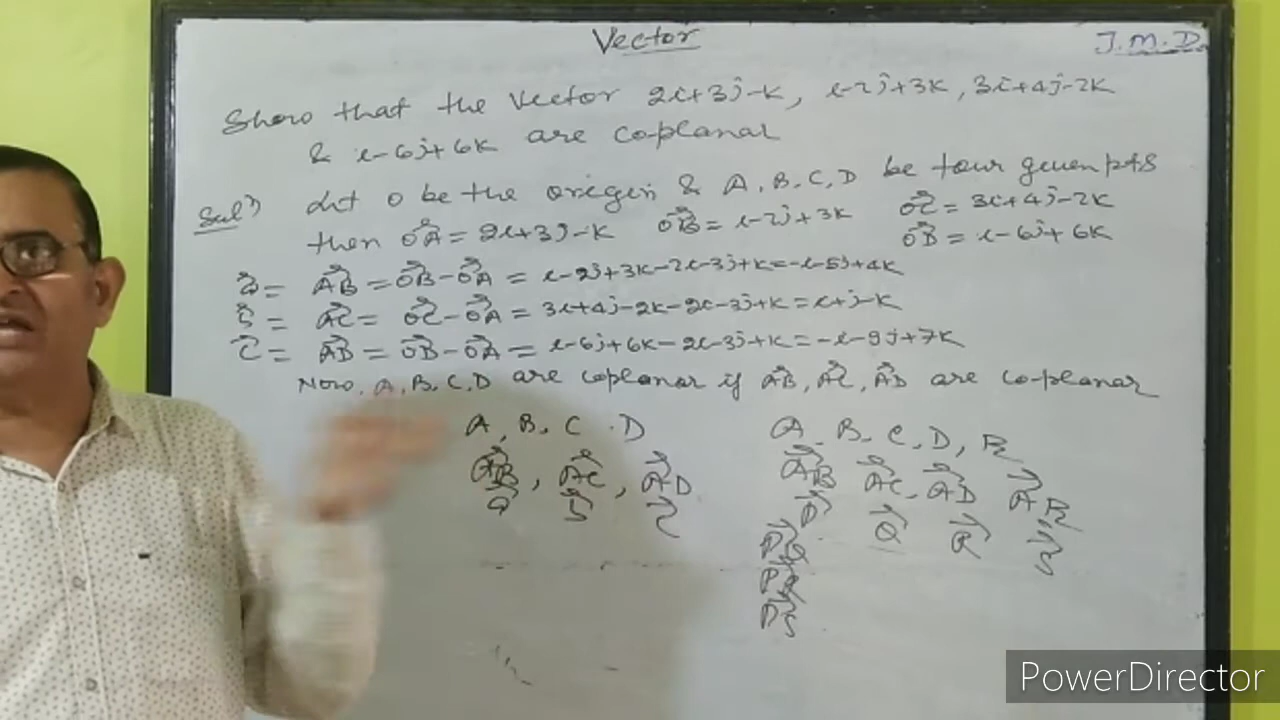 Vector
J.M.D
Show that the vector 2i+3j-k, i-2j+3k, 3i+4j-2k
& i-6j+6k are co-planar
Sol^n Let O be the origin & A, B, C, D be four given pts
then OA = 2i+3j-k OB = i-2j+3k OC = 3i+4j-2k
OD = i-6j+6k
a = AB = OB-OA = i-2j+3k-2i-3j+k = -i-5j+4k
b = AC = OC-OA = 3i+4j-2k-2i-3j+k = i+j-k
c = AD = OD-OA = i-6j+6k-2i-3j+k = -i-9j+7k
Now, A, B, C, D are coplanar if AB, AC, AD are co-planar
A, B, C, D
AB, AC, AD
a b c
A, B, C, D, R
AB AC, AD AR
P Q R S
PQ
PR
PS
PowerDirector